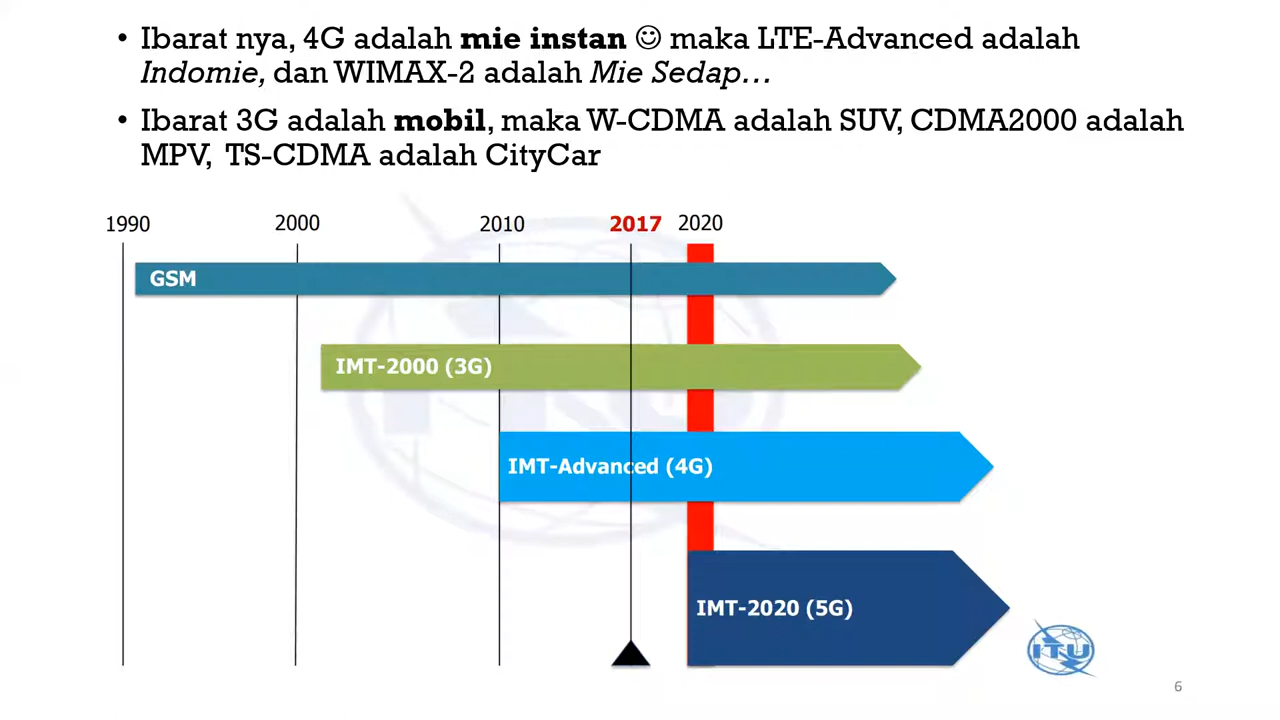 • Ibarat nya, 4G adalah mie instan ☺ maka LTE-Advanced adalah
Indomie, dan WIMAX-2 adalah Mie Sedap…
• Ibarat 3G adalah mobil, maka W-CDMA adalah SUV, CDMA2000 adalah
MPV, TS-CDMA adalah CityCar
1990 2000 2010 2017 2020
GSM
IMT-2000 (3G)
IMT-Advanced (4G)
IMT-2020 (5G)
ITU
6